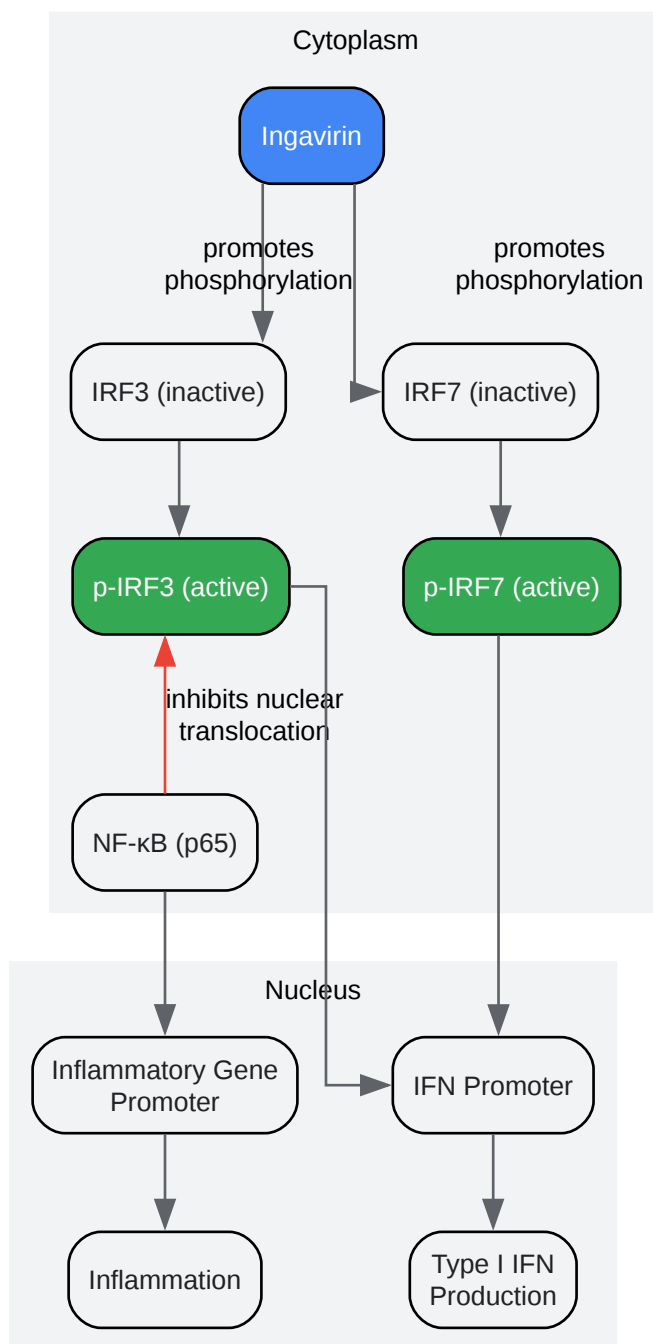 Cytoplasm
Ingavirin
promotes
phosphorylation
promotes
phosphorylation
IRF3 (inactive)
IRF7 (inactive)
p-IRF3 (active)
p-IRF7 (active)
inhibits nuclear
translocation
NF-κB (p65)
Nucleus
Inflammatory Gene
Promoter
IFN Promoter
Inflammation
Type I IFN
Production